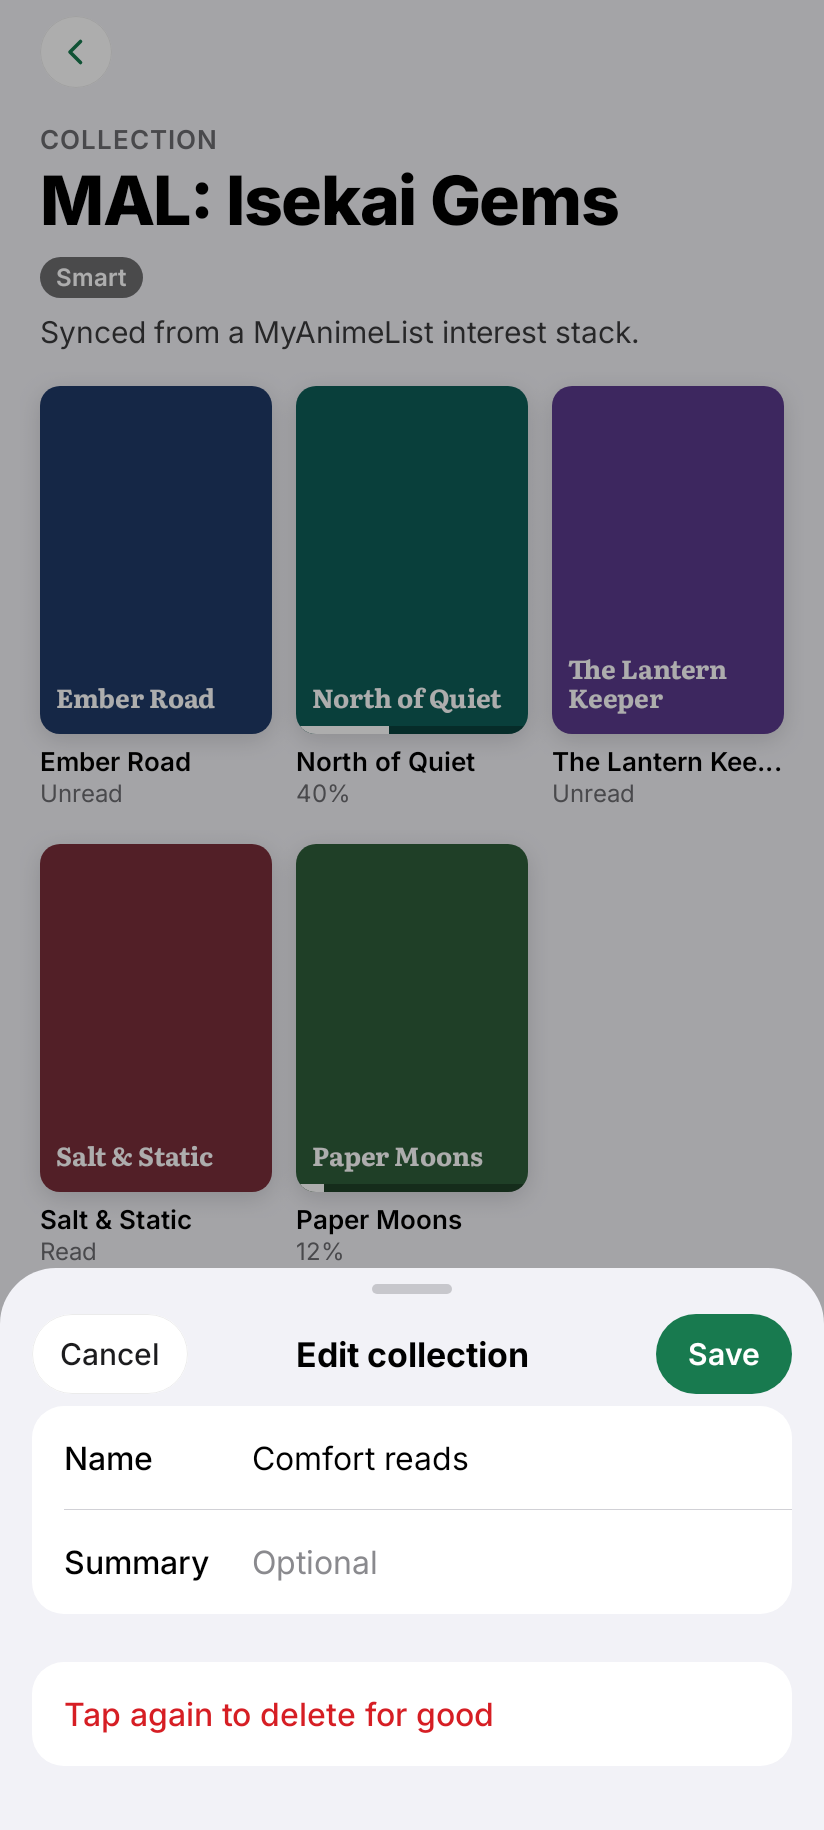 COLLECTION
MAL: Isekai Gems
Smart
Synced from a MyAnimeList interest stack.
Ember Road
North of Quiet
The Lantern
Keeper
Ember Road
North of Quiet
The Lantern Kee...
Unread
40%
Unread
Salt & Static
Paper Moons
Salt & Static
Paper Moons
Read
12%
Cancel
Edit collection
Save
Name
Comfort reads
Summary
Optional
Tap again to delete for good